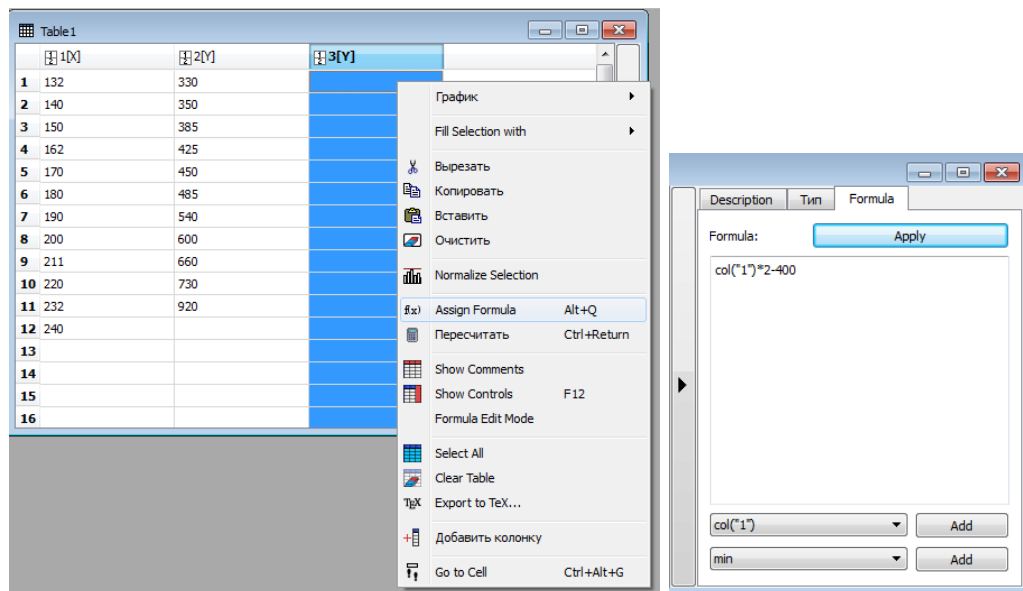 Table1
1[X] 2[Y] 3[Y]
1 132 330
2 140 350
3 150 385
4 162 425
5 170 450
6 180 485
7 190 540
8 200 600
9 211 660
10 220 730
11 232 920
12 240
13
14
15
16
График
Fill Selection with
Вырезать
Копировать
Вставить
Очистить
Normalize Selection
f(x) Assign Formula Alt+Q
Пересчитать Ctrl+Return
Show Comments
Show Controls F12
Formula Edit Mode
Select All
Clear Table
TEX Export to TeX...
Добавить колонку
Go to Cell Ctrl+Alt+G
Description Тип Formula
Formula: Apply
col("1")*2-400
col("1") Add
min Add